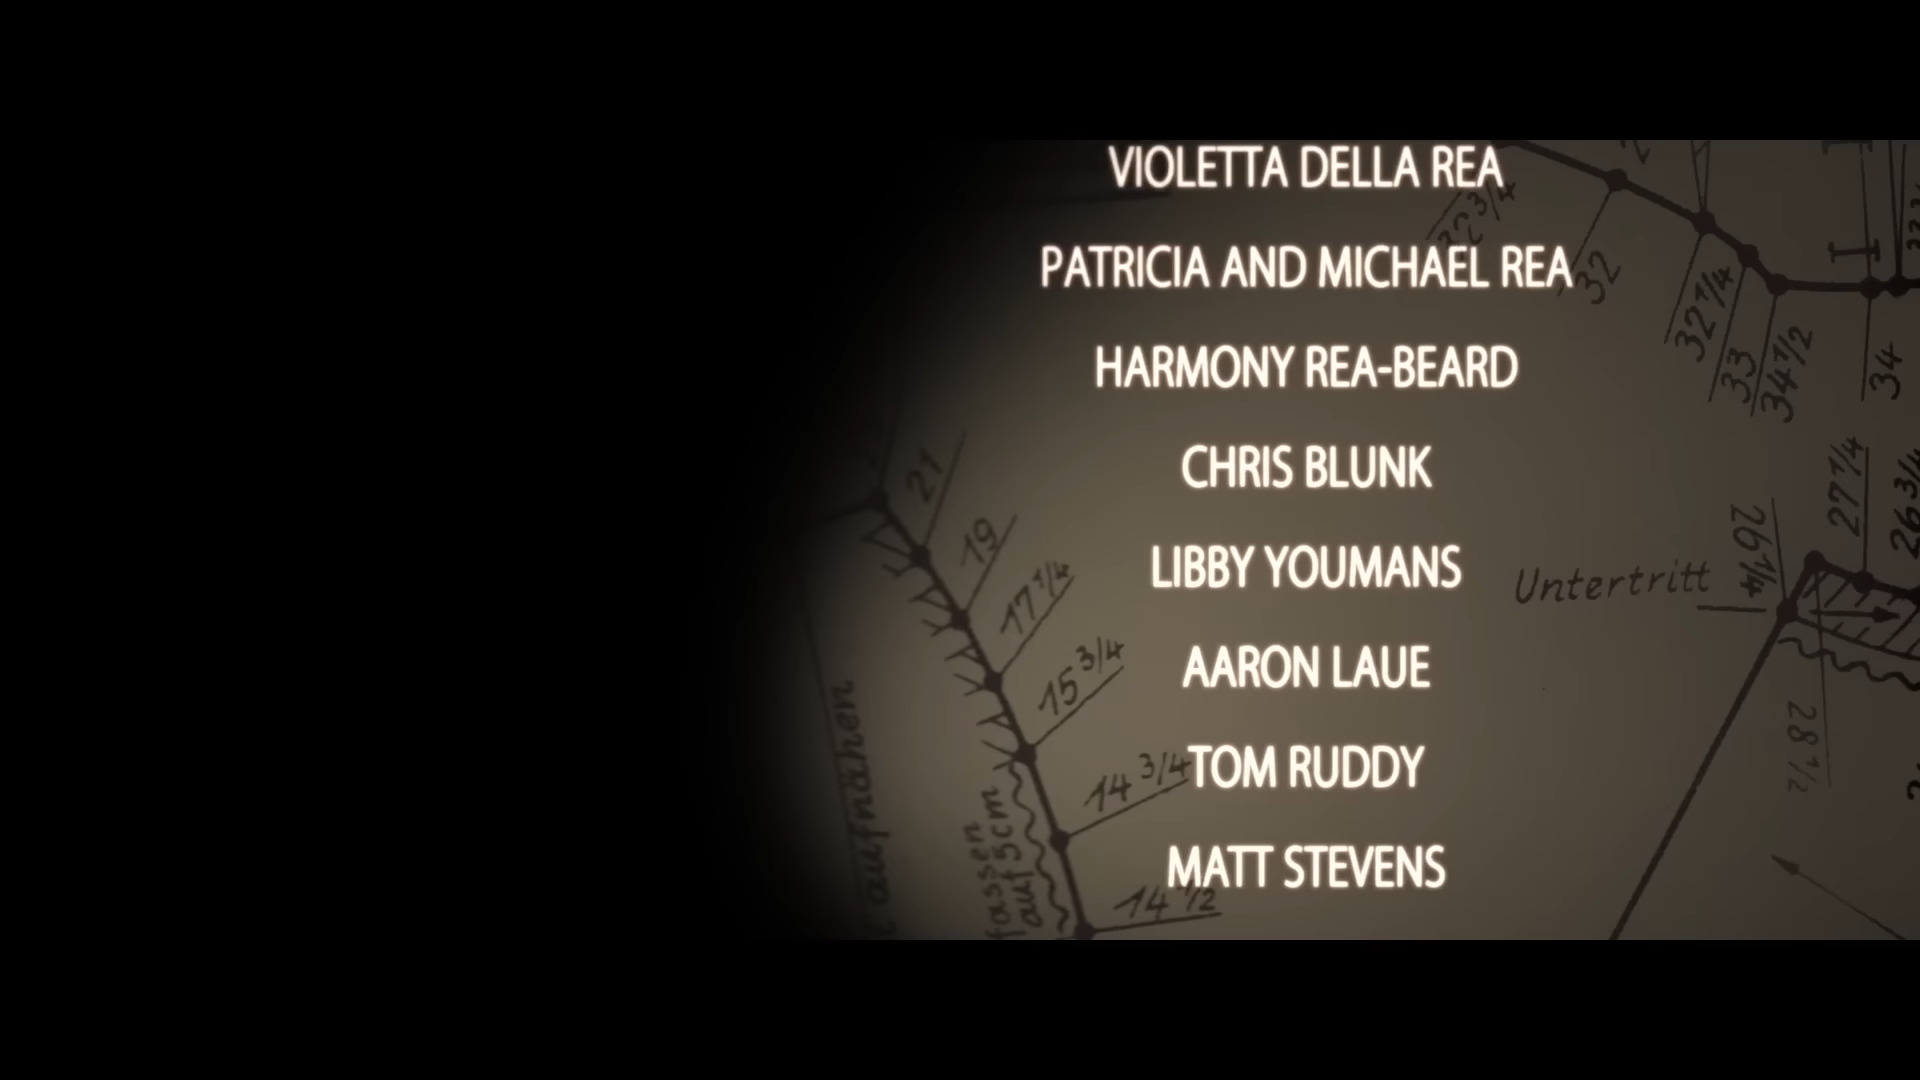 VIOLETTA DELLA REA
PATRICIA AND MICHAEL REA
HARMONY REA-BEARD
CHRIS BLUNK
LIBBY YOUMANS
AARON LAUE
TOM RUDDY
MATT STEVENS
32 3/4
32
32 1/4
33
34 1/2
34
21
19
17 1/4
15 3/4
14 3/4
14 1/2
aufnähen
fassen
auf 5cm
Untertritt
26 1/4
27 1/4
26 3/4
28 1/2